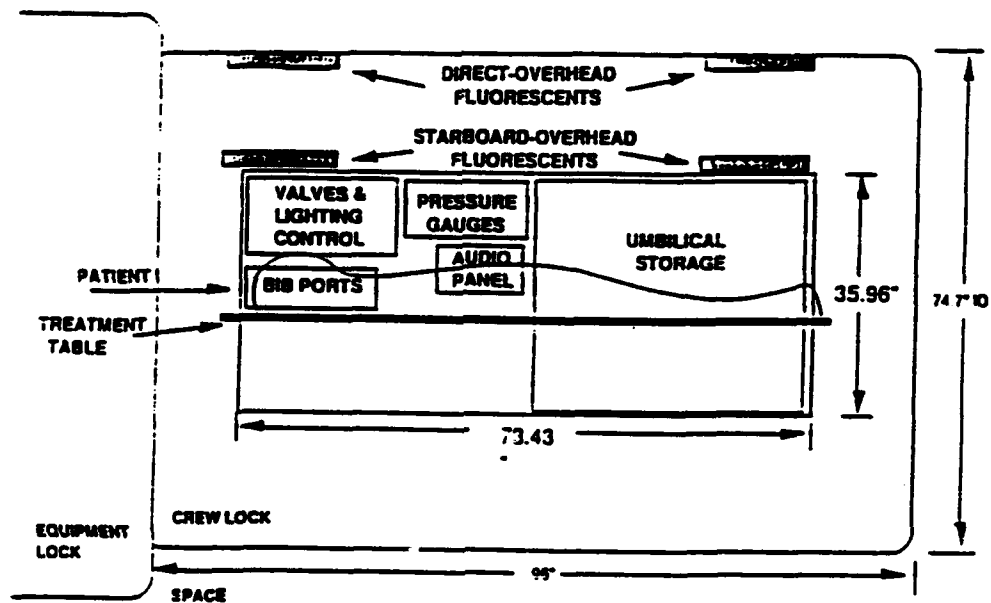 DIRECT-OVERHEAD
FLUORESCENTS
STARBOARD-OVERHEAD
FLUORESCENTS
VALVES &
LIGHTING
CONTROL
PRESSURE
GAUGES
UMBILICAL
STORAGE
AUDIO
PANEL
BIB PORTS
PATIENT
TREATMENT
TABLE
35.96"
73.43
CREW LOCK
EQUIPMENT
LOCK
SPACE